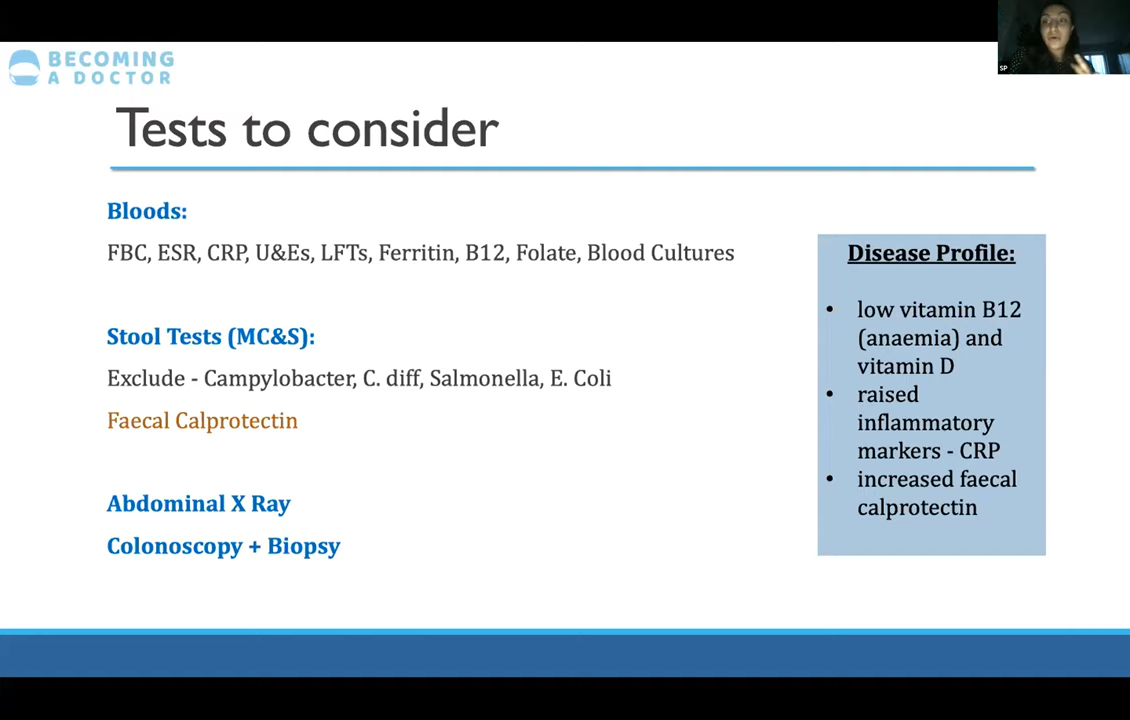 BECOMING
A DOCTOR
Tests to consider
Bloods:
FBC, ESR, CRP, U&Es, LFTs, Ferritin, B12, Folate, Blood Cultures
Stool Tests (MC&S):
Exclude - Campylobacter, C. diff, Salmonella, E. Coli
Faecal Calprotectin
Abdominal X Ray
Colonoscopy + Biopsy
Disease Profile:
• low vitamin B12
(anaemia) and
vitamin D
• raised
inflammatory
markers - CRP
• increased faecal
calprotectin
SP